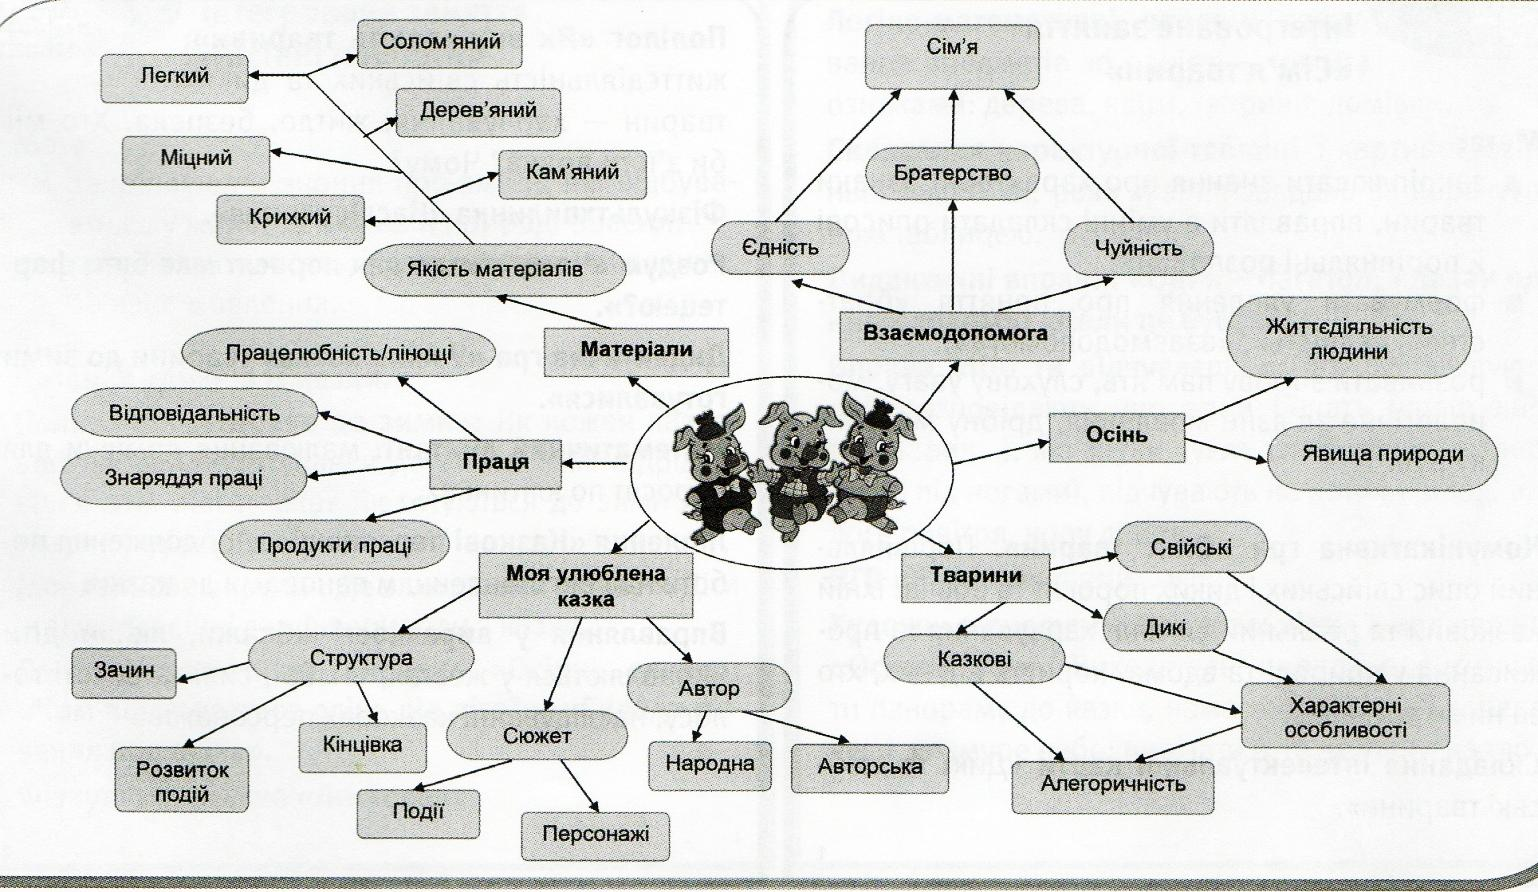 Солом’яний
Легкий
Дерев’яний
Міцний
Кам’яний
Крихкий
Якість матеріалів
Матеріали
Працелюбність/лінощі
Відповідальність
Праця
Знаряддя праці
Продукти праці
Моя улюблена
казка
Структура
Зачин
Кінцівка
Розвиток
подій
Сюжет
Події
Персонажі
Автор
Народна
Авторська
Сім’я
Братерство
Єдність
Чуйність
Взаємодопомога
Життєдіяльність
людини
Осінь
Явища природи
Тварини
Свійські
Дикі
Казкові
Характерні
особливості
Алегоричність